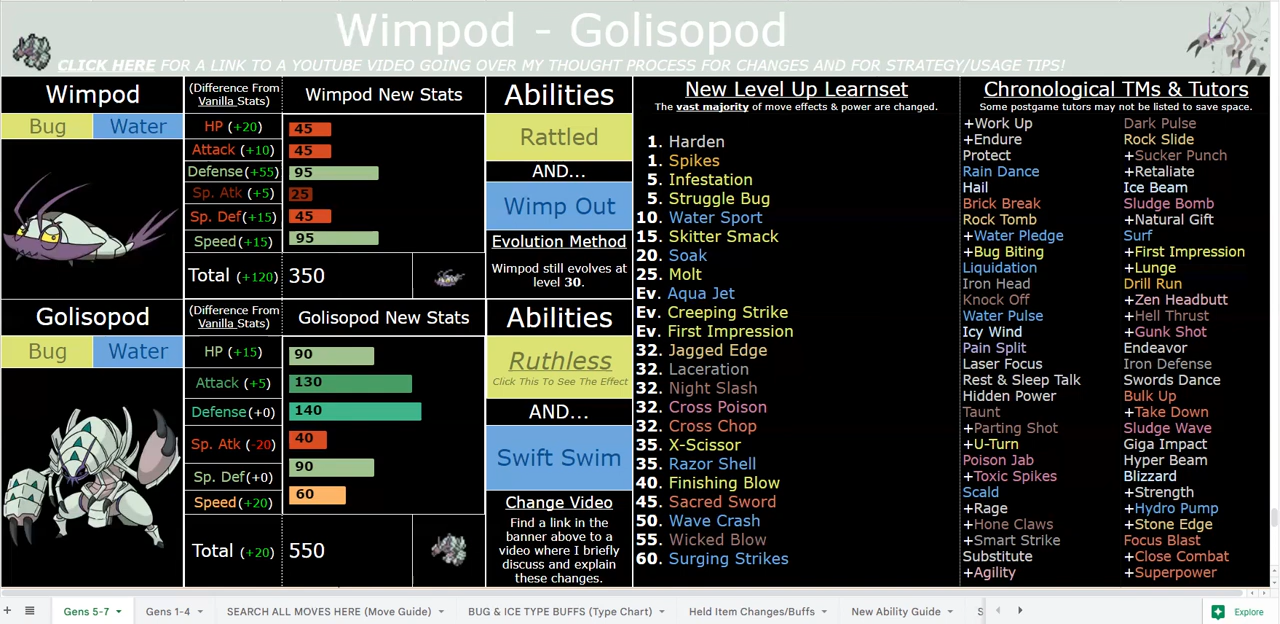 Wimpod - Golisopod
CLICK HERE FOR A LINK TO A YOUTUBE VIDEO GOING OVER MY THOUGHT PROCESS FOR CHANGES AND FOR STRATEGY/USAGE TIPS!
Wimpod
Bug Water
(Difference From
Vanilla Stats)
Wimpod New Stats
HP (+20) 45
Attack (+10) 45
Defense (+55) 95
Sp. Atk (+5) 25
Sp. Def (+15) 45
Speed (+15) 95
Total (+120) 350
Abilities
Rattled
AND...
Wimp Out
Evolution Method
Wimpod still evolves at
level 30.
Golisopod
Bug Water
(Difference From
Vanilla Stats)
Golisopod New Stats
HP (+15) 90
Attack (+5) 130
Defense (+0) 140
Sp. Atk (-20) 40
Sp. Def (+0) 90
Speed (+20) 60
Total (+20) 550
Abilities
Ruthless
Click This To See The Effect
AND...
Swift Swim
Change Video
Find a link in the
banner above to a
video where I briefly
discuss and explain
these changes.
New Level Up Learnset
The vast majority of move effects & power are changed.
1. Harden
1. Spikes
5. Infestation
5. Struggle Bug
10. Water Sport
15. Skitter Smack
20. Soak
25. Molt
Ev. Aqua Jet
Ev. Creeping Strike
Ev. First Impression
32. Jagged Edge
32. Laceration
32. Night Slash
32. Cross Poison
32. Cross Chop
35. X-Scissor
35. Razor Shell
40. Finishing Blow
45. Sacred Sword
50. Wave Crash
55. Wicked Blow
60. Surging Strikes
Chronological TMs & Tutors
Some postgame tutors may not be listed to save space.
+Work Up
+Endure
Protect
Rain Dance
Hail
Brick Break
Rock Tomb
+Water Pledge
+Bug Biting
Liquidation
Iron Head
Knock Off
Water Pulse
Icy Wind
Pain Split
Laser Focus
Rest & Sleep Talk
Hidden Power
Taunt
+Parting Shot
+U-Turn
Poison Jab
+Toxic Spikes
Scald
+Rage
+Hone Claws
+Smart Strike
Substitute
+Agility
Dark Pulse
Rock Slide
+Sucker Punch
+Retaliate
Ice Beam
Sludge Bomb
+Natural Gift
Surf
+First Impression
+Lunge
Drill Run
+Zen Headbutt
+Hell Thrust
+Gunk Shot
Endeavor
Iron Defense
Swords Dance
Bulk Up
+Take Down
Sludge Wave
Giga Impact
Hyper Beam
Blizzard
+Strength
+Hydro Pump
+Stone Edge
Focus Blast
+Close Combat
+Superpower
Gens 5-7 Gens 1-4 SEARCH ALL MOVES HERE (Move Guide) BUG & ICE TYPE BUFFS (Type Chart) Held Item Changes/Buffs New Ability Guide S Explore